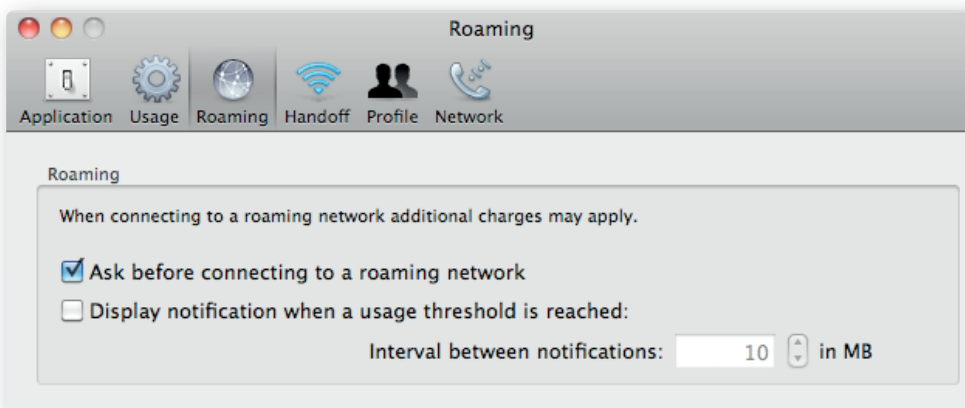 Roaming
Application Usage Roaming Handoff Profile Network
Roaming
When connecting to a roaming network additional charges may apply.
Ask before connecting to a roaming network
Display notification when a usage threshold is reached:
Interval between notifications: 10 in MB